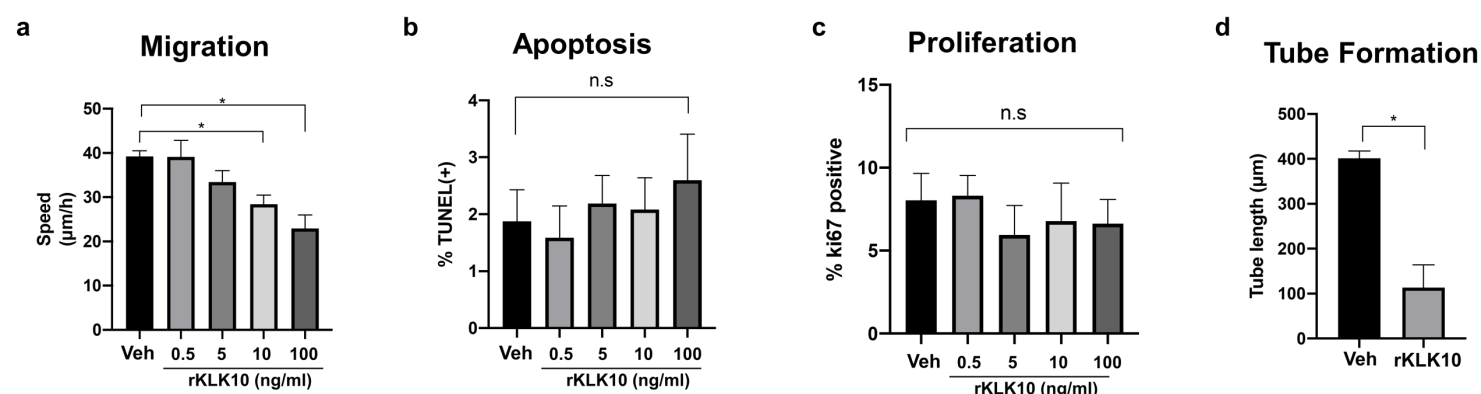 a
Migration
Speed
(µm/h)
50
40
30
20
10
0
*
*
Veh
0.5
5
10
100
rKLK10 (ng/ml)
b
Apoptosis
% TUNEL(+)
4
3
2
1
0
n.s
Veh
0.5
5
10
100
rKLK10 (ng/ml)
c
Proliferation
% ki67 positive
15
10
5
0
n.s
Veh
0.5
5
10
100
rKLK10 (ng/ml)
d
Tube Formation
Tube length (µm)
500
400
300
200
100
0
*
Veh
rKLK10